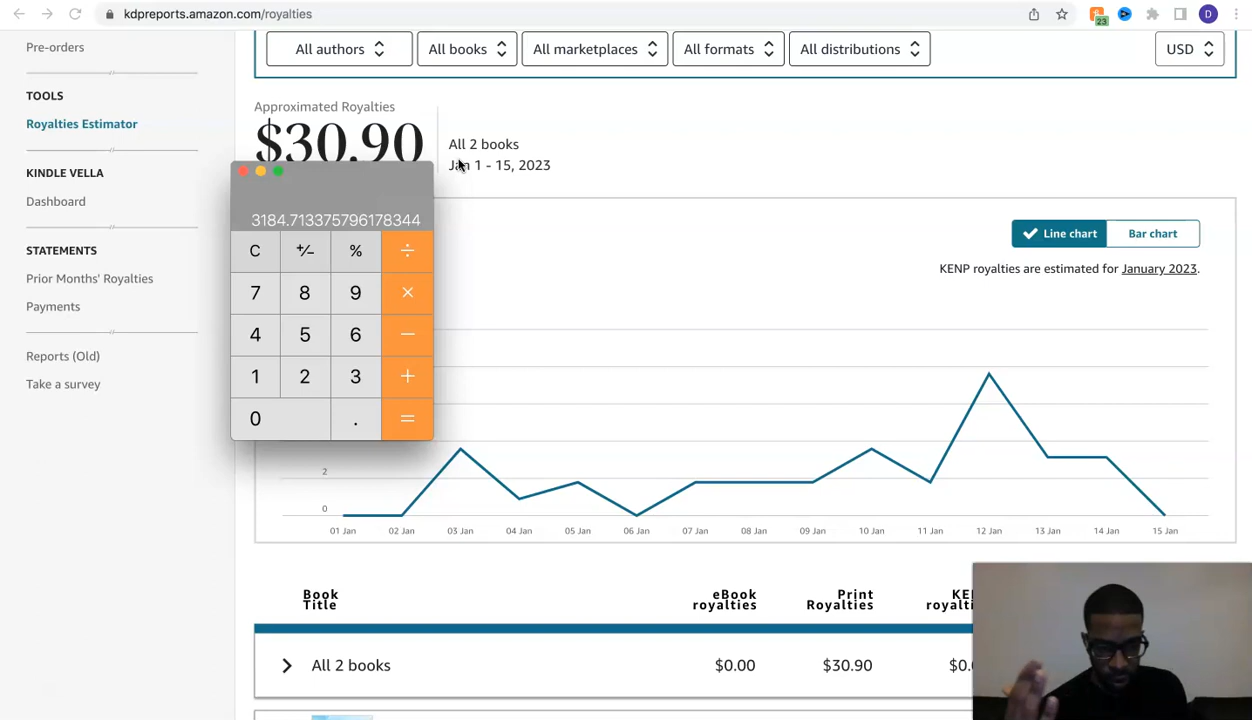 kdpreports.amazon.com/royalties
23
D
Pre-orders
TOOLS
Royalties Estimator
KINDLE VELLA
Dashboard
STATEMENTS
Prior Months' Royalties
Payments
Reports (Old)
Take a survey
All authors
All books
All marketplaces
All formats
All distributions
USD
Approximated Royalties
$30.90
All 2 books
Jan 1 - 15, 2023
3184.713375796178344
C +/− % ÷
7 8 9 ×
4 5 6 −
1 2 3 +
0 . =
Line chart
Bar chart
KENP royalties are estimated for January 2023.
2
0
01 Jan 02 Jan 03 Jan 04 Jan 05 Jan 06 Jan 07 Jan 08 Jan 09 Jan 10 Jan 11 Jan 12 Jan 13 Jan 14 Jan 15 Jan
Book
Title
eBook
royalties
Print
Royalties
All 2 books
$0.00
$30.90